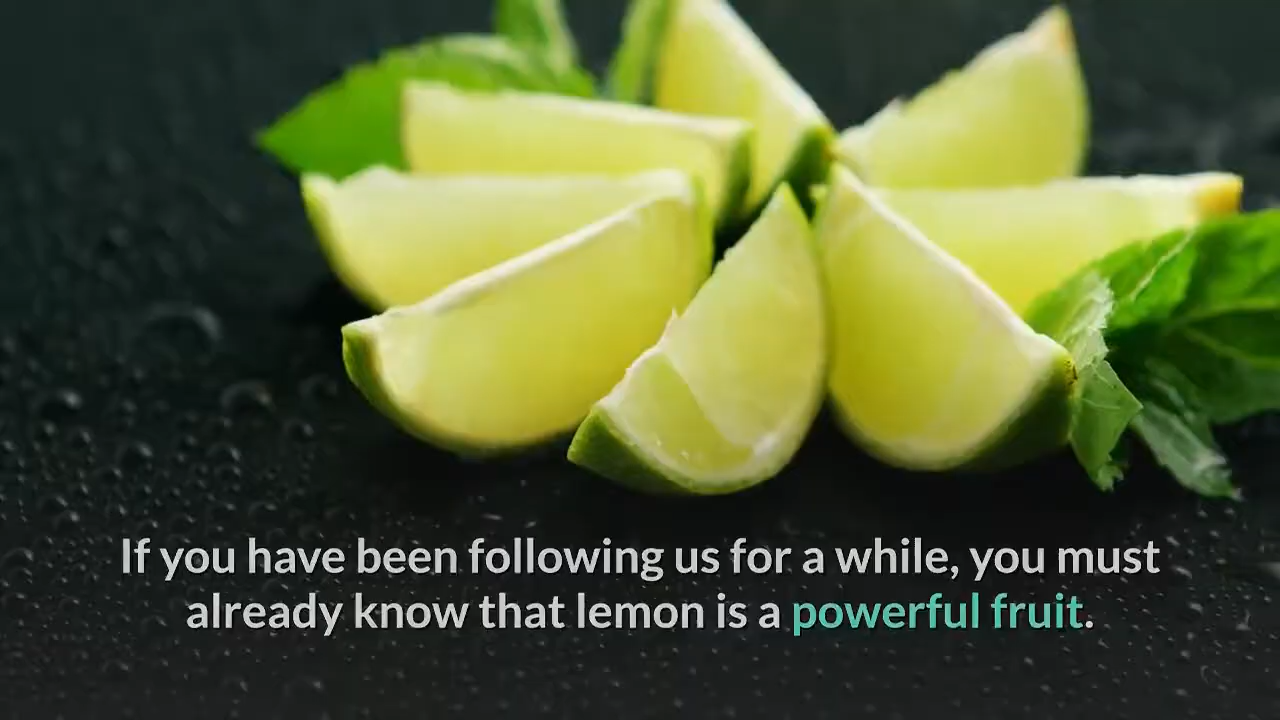 If you have been following us for a while, you must
already know that lemon is a powerful fruit.